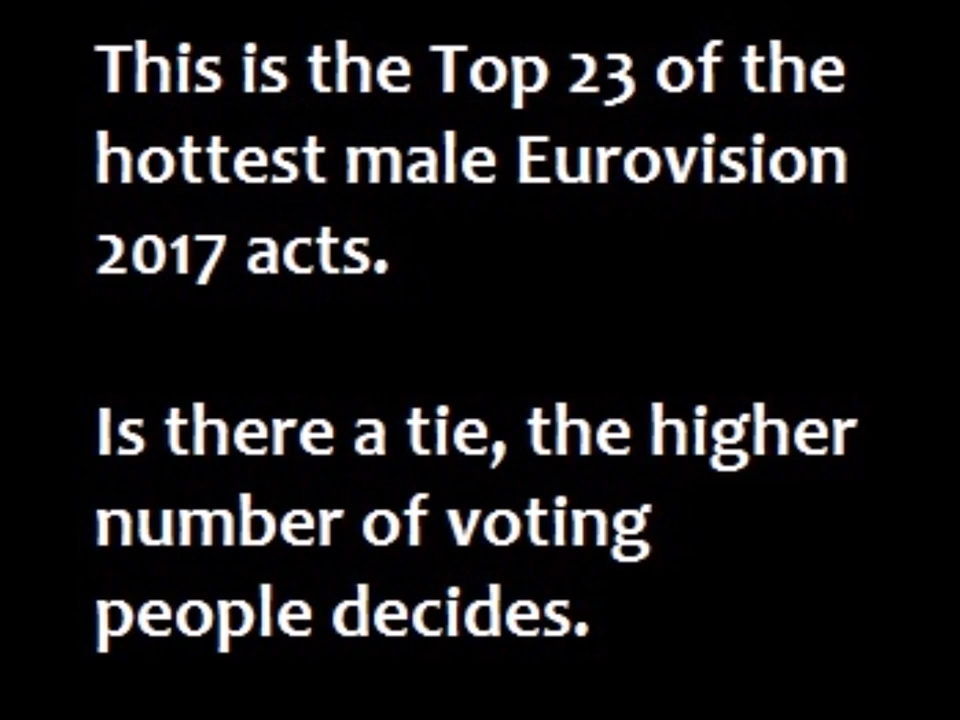 This is the Top 23 of the
hottest male Eurovision
2017 acts.
Is there a tie, the higher
number of voting
people decides.